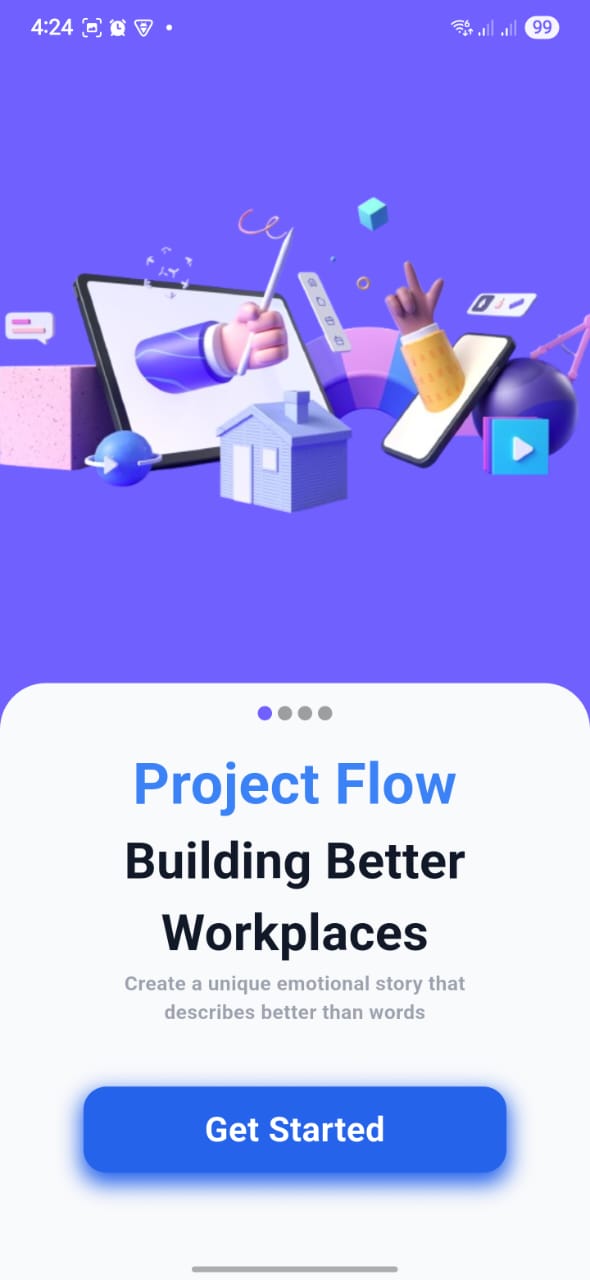 4:24
99
Project Flow
Building Better
Workplaces
Create a unique emotional story that
describes better than words
Get Started